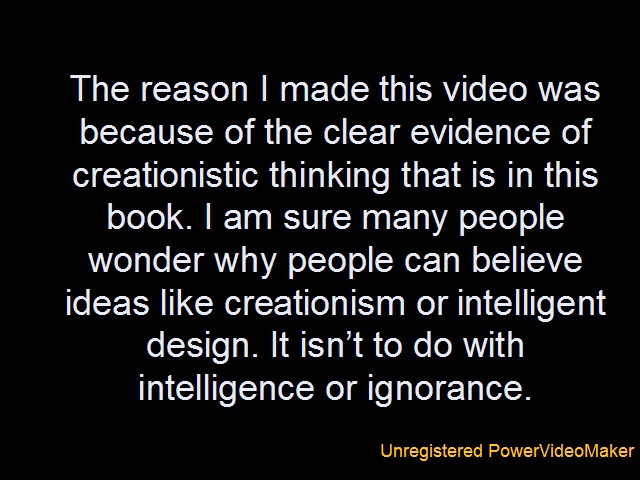 The reason I made this video was
because of the clear evidence of
creationistic thinking that is in this
book. I am sure many people
wonder why people can believe
ideas like creationism or intelligent
design. It isn’t to do with
intelligence or ignorance.
Unregistered PowerVideoMaker